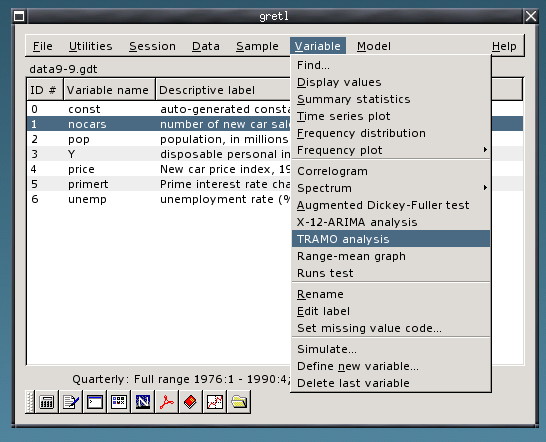 gretl
File Utilities Session Data Sample Variable Model Help
data9-9.gdt
ID # Variable name Descriptive label
0 const auto-generated consta
1 nocars number of new car sal
2 pop population, in millions
3 Y disposable personal in
4 price New car price index, 19
5 primert Prime interest rate cha
6 unemp unemployment rate (%
Quarterly: Full range 1976:1 - 1990:4;
Find...
Display values
Summary statistics
Time series plot
Frequency distribution
Frequency plot
Correlogram
Spectrum
Augmented Dickey-Fuller test
X-12-ARIMA analysis
TRAMO analysis
Range-mean graph
Runs test
Rename
Edit label
Set missing value code...
Simulate...
Define new variable...
Delete last variable